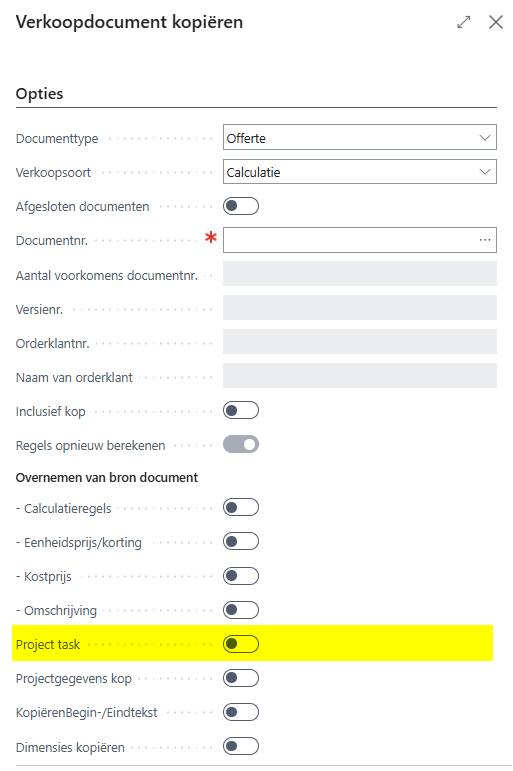 Verkoopdocument kopiëren
Opties
Documenttype Offerte
Verkoopsoort Calculatie
Afgesloten documenten
Documentnr. * ...
Aantal voorkomens documentnr.
Versienr.
Orderklantnr.
Naam van orderklant
Inclusief kop
Regels opnieuw berekenen
Overnemen van bron document
- Calculatieregels
- Eenheidsprijs/korting
- Kostprijs
- Omschrijving
Project task
Projectgegevens kop
KopiërenBegin-/Eindtekst
Dimensies kopiëren